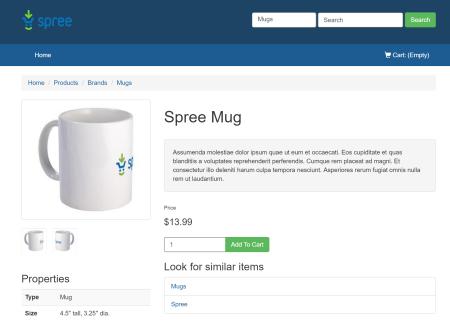 spree
Mugs
Search
Search
Home
Cart: (Empty)
Home / Products / Brands / Mugs
Spree Mug
Assumenda molestiae dolor ipsum quae ut eum et occaecati. Eos cupiditate et quas
blanditiis a voluptates reprehenderit perferendis. Cumque rem placeat ad magni. Et
consectetur illo deleniti harum culpa tempora nesciunt. Asperiores rerum fugiat omnis nulla
rem ut laudantium.
spree
Price
$13.99
1
Add To Cart
Look for similar items
Mugs
Spree
Properties
Type Mug
Size 4.5" tall, 3.25" dia.